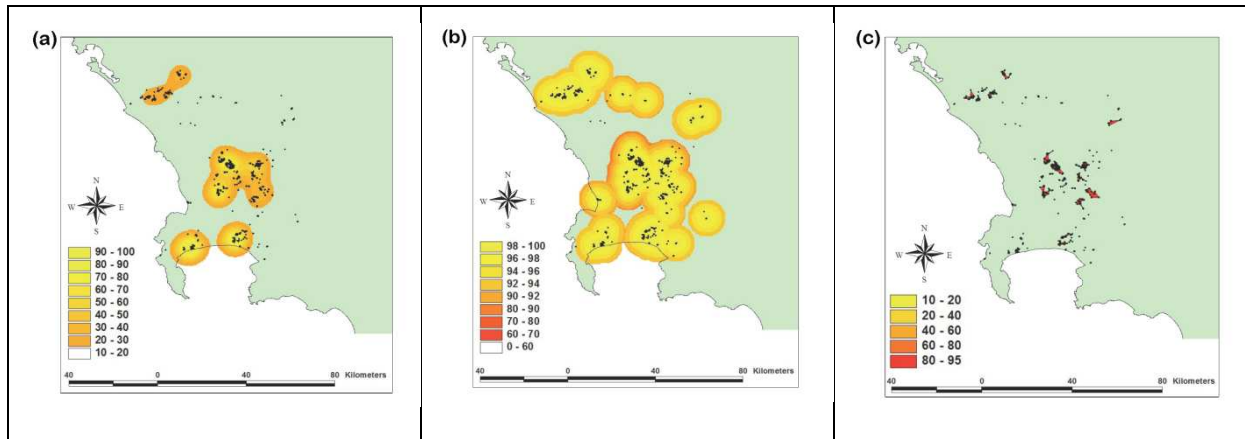 (a)
N
W E
S
90 - 100
80 - 90
70 - 80
60 - 70
50 - 60
40 - 50
30 - 40
20 - 30
10 - 20
40 0 40 80 Kilometers
(b)
N
W E
S
98 - 100
96 - 98
94 - 96
92 - 94
90 - 92
80 - 90
70 - 80
60 - 70
0 - 60
40 0 40 80 Kilometers
(c)
N
W E
S
10 - 20
20 - 40
40 - 60
60 - 80
80 - 95
40 0 40 80 Kilometers